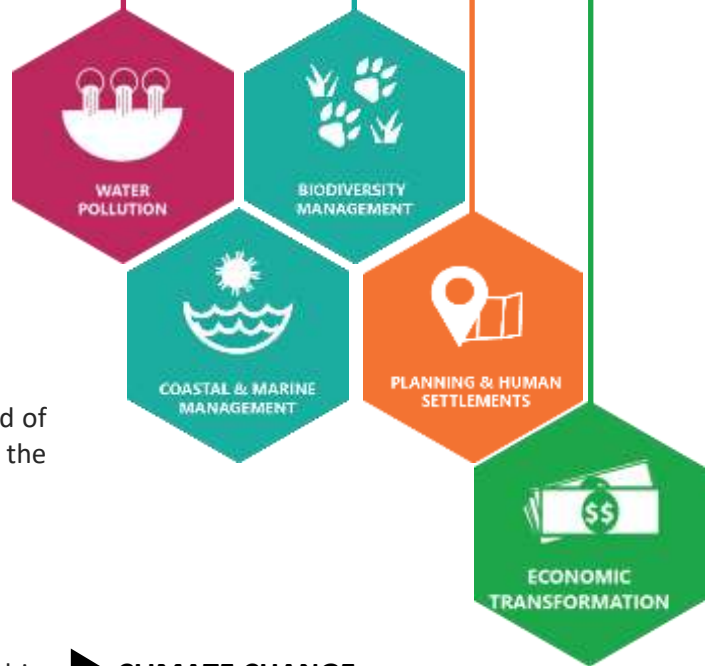 WATER
POLLUTION
BIODIVERSITY
MANAGEMENT
COASTAL & MARINE
MANAGEMENT
PLANNING & HUMAN
SETTLEMENTS
d of
the
$$
ECONOMIC
TRANSFORMATION